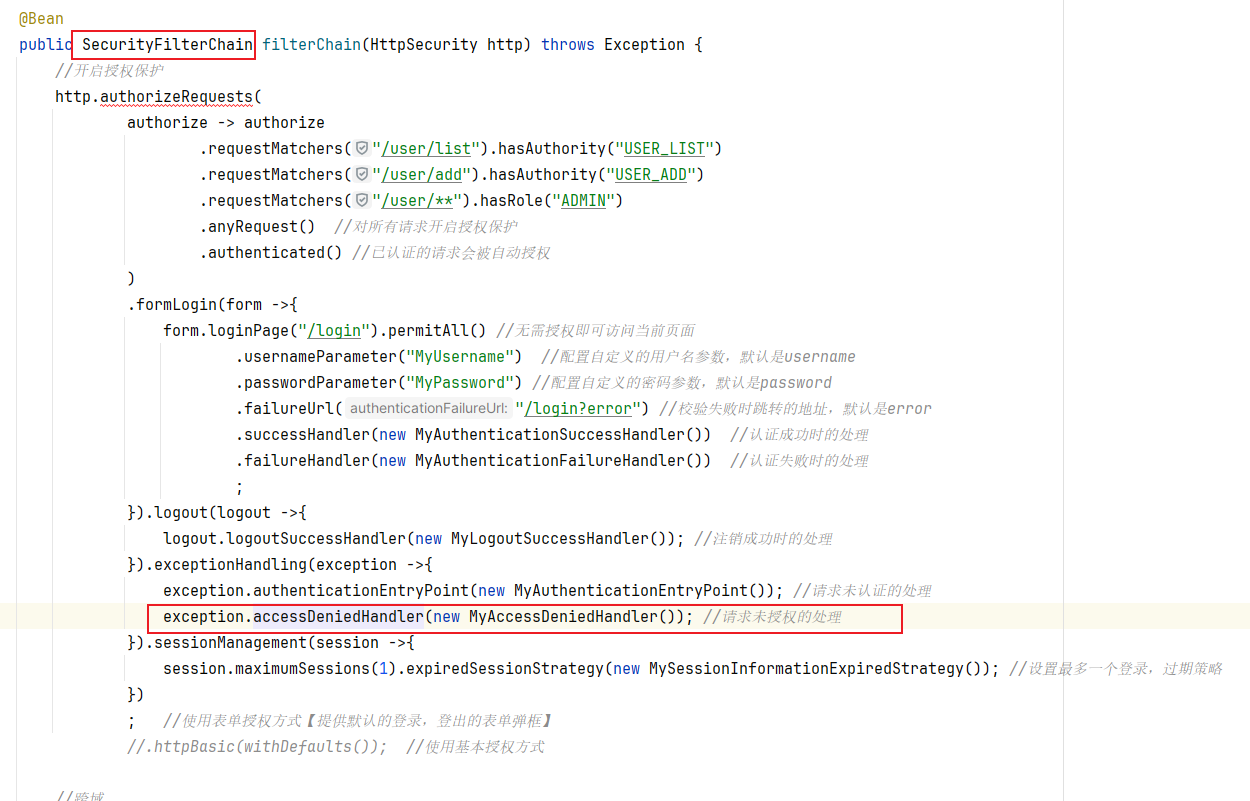 @Bean
public SecurityFilterChain filterChain(HttpSecurity http) throws Exception {
//开启授权保护
http.authorizeRequests(
authorize -> authorize
.requestMatchers("/user/list").hasAuthority("USER_LIST")
.requestMatchers("/user/add").hasAuthority("USER_ADD")
.requestMatchers("/user/**").hasRole("ADMIN")
.anyRequest() //对所有请求开启授权保护
.authenticated() //已认证的请求会被自动授权
)
.formLogin(form ->{
form.loginPage("/login").permitAll() //无需授权即可访问当前页面
.usernameParameter("MyUsername") //配置自定义的用户名参数，默认是username
.passwordParameter("MyPassword") //配置自定义的密码参数，默认是password
.failureUrl( authenticationFailureUrl: "/login?error") //校验失败时跳转的地址，默认是error
.successHandler(new MyAuthenticationSuccessHandler()) //认证成功时的处理
.failureHandler(new MyAuthenticationFailureHandler()) //认证失败时的处理
;
}).logout(logout ->{
logout.logoutSuccessHandler(new MyLogoutSuccessHandler()); //注销成功时的处理
}).exceptionHandling(exception ->{
exception.authenticationEntryPoint(new MyAuthenticationEntryPoint()); //请求未认证的处理
exception.accessDeniedHandler(new MyAccessDeniedHandler()); //请求未授权的处理
}).sessionManagement(session ->{
session.maximumSessions(1).expiredSessionStrategy(new MySessionInformationExpiredStrategy()); //设置最多一个登录，过期策略
})
; //使用表单授权方式【提供默认的登录，登出的表单弹框】
//.httpBasic(withDefaults()); //使用基本授权方式
//跨域